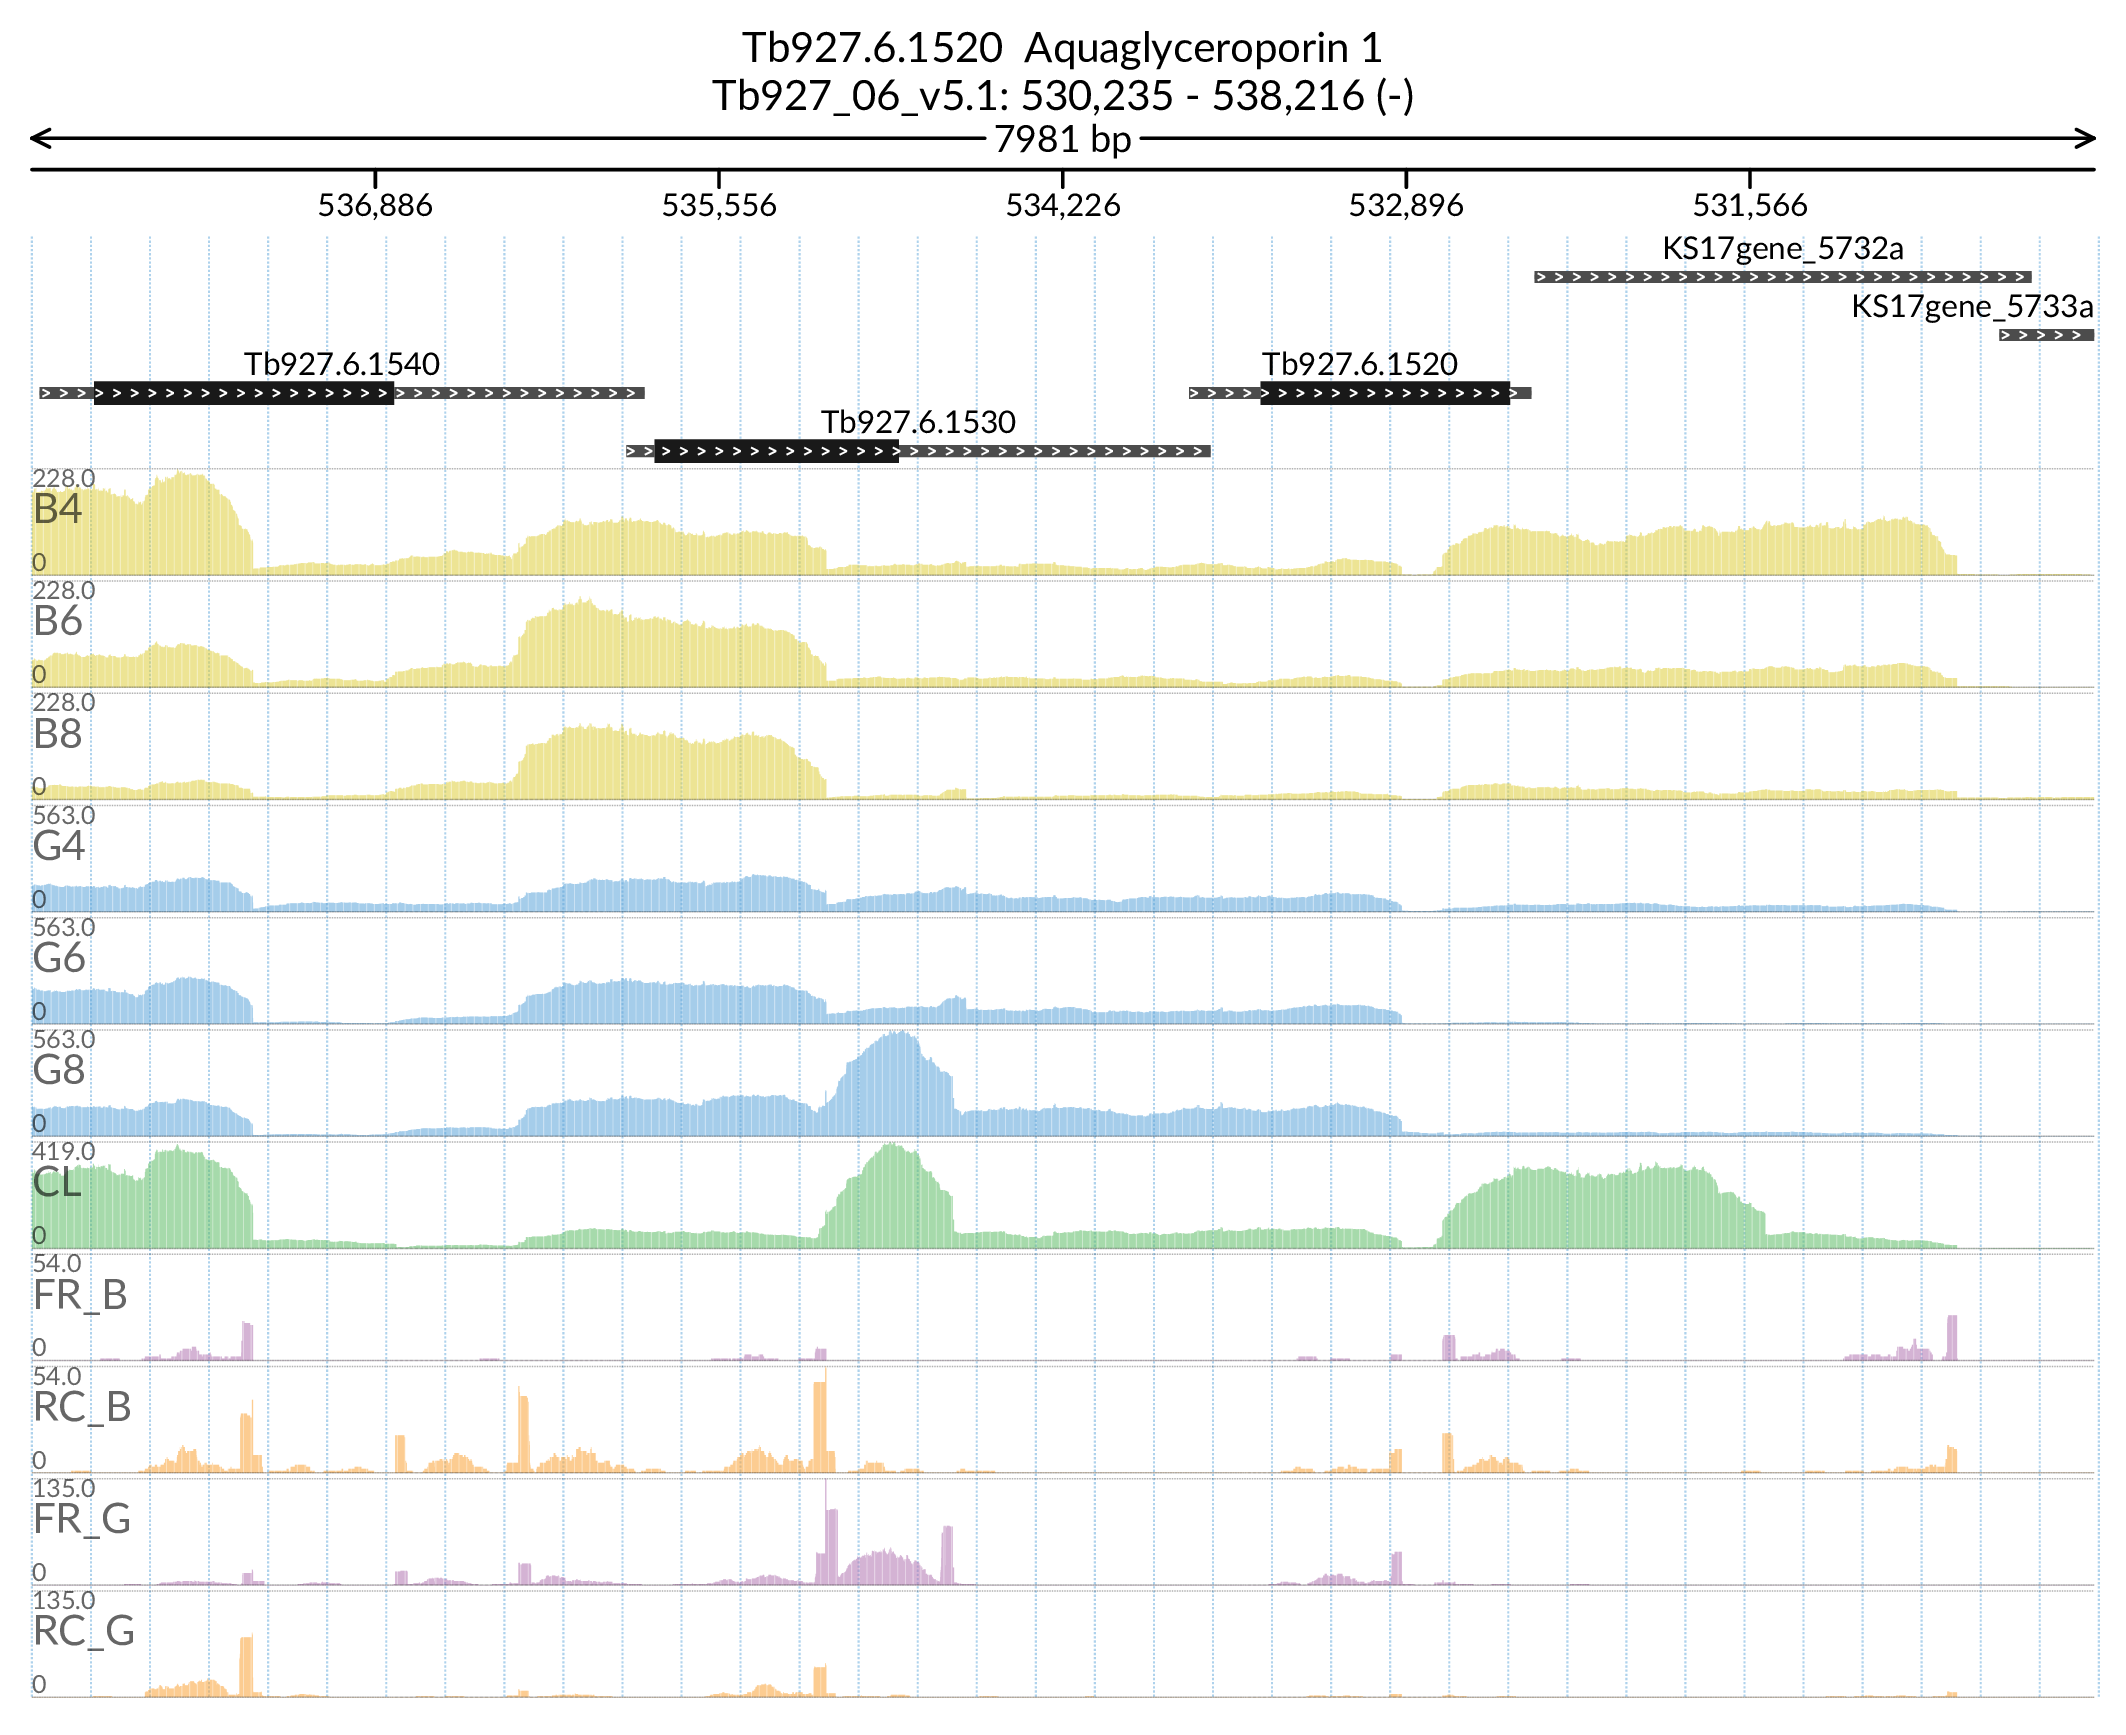 Tb927.6.1520  Aquaglyceroporin 1
Tb927_06_v5.1: 530,235 - 538,216 (-)
7981 bp
536,886 535,556 534,226 532,896 531,566
KS17gene_5732a
KS17gene_5733a
Tb927.6.1540 Tb927.6.1520
Tb927.6.1530
228.0
B4
0
228.0
B6
0
228.0
B8
0
563.0
G4
0
563.0
G6
0
563.0
G8
0
419.0
CL
0
54.0
FR_B
0
54.0
RC_B
0
135.0
FR_G
0
135.0
RC_G
0